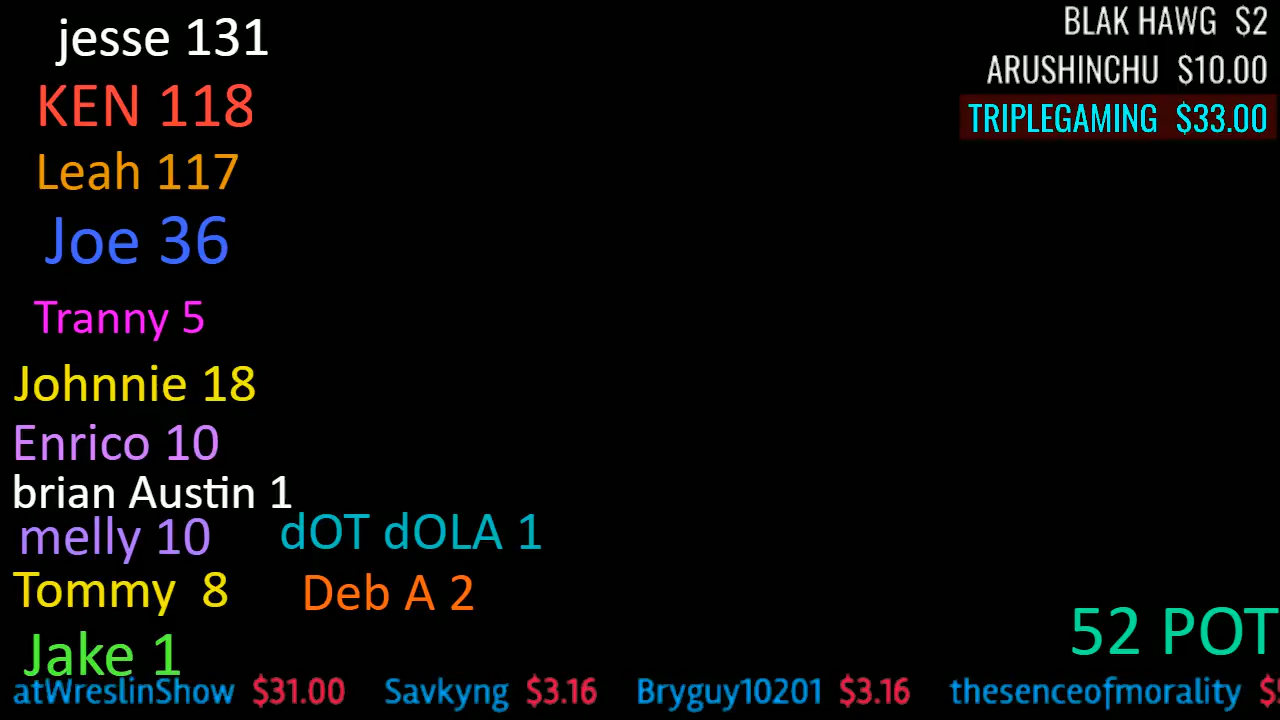 jesse 131
KEN 118
Leah 117
Joe 36
Tranny 5
Johnnie 18
Enrico 10
brian Austin 1
melly 10
dOT dOLA 1
Tommy 8
Deb A 2
Jake 1
BLAK HAWG $2
ARUSHINCHU $10.00
TRIPLEGAMING $33.00
52 POT
atWreslinShow $31.00 Savkyng $3.16 Bryguy10201 $3.16 thesenceofmorality